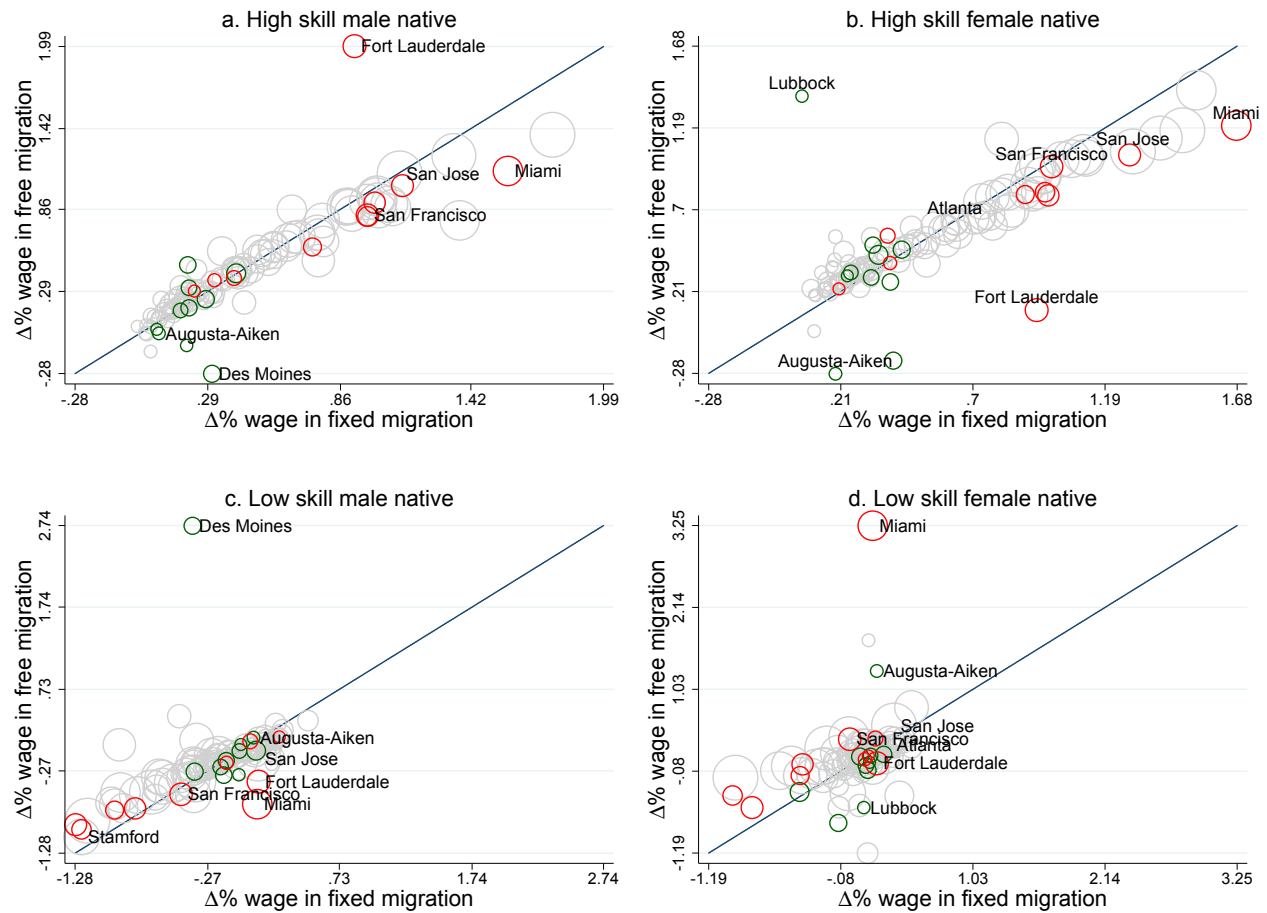 a. High skill male native
Δ% wage in free migration
1.99
1.42
.86
.29
-.28
Fort Lauderdale
San Jose
Miami
San Francisco
Augusta-Aiken
Des Moines
-.28 .29 .86 1.42 1.99
Δ% wage in fixed migration
b. High skill female native
Δ% wage in free migration
1.68
1.19
.7
.21
-.28
Lubbock
Miami
San Jose
San Francisco
Atlanta
Fort Lauderdale
Augusta-Aiken
-.28 .21 .7 1.19 1.68
Δ% wage in fixed migration
c. Low skill male native
Δ% wage in free migration
2.74
1.74
.73
-.27
-1.28
Des Moines
Augusta-Aiken
San Jose
Fort Lauderdale
San Francisco
Miami
Stamford
-1.28 -.27 .73 1.74 2.74
Δ% wage in fixed migration
d. Low skill female native
Δ% wage in free migration
3.25
2.14
1.03
-.08
-1.19
Miami
Augusta-Aiken
San Jose
San Francisco
Atlanta
Fort Lauderdale
Lubbock
-1.19 -.08 1.03 2.14 3.25
Δ% wage in fixed migration